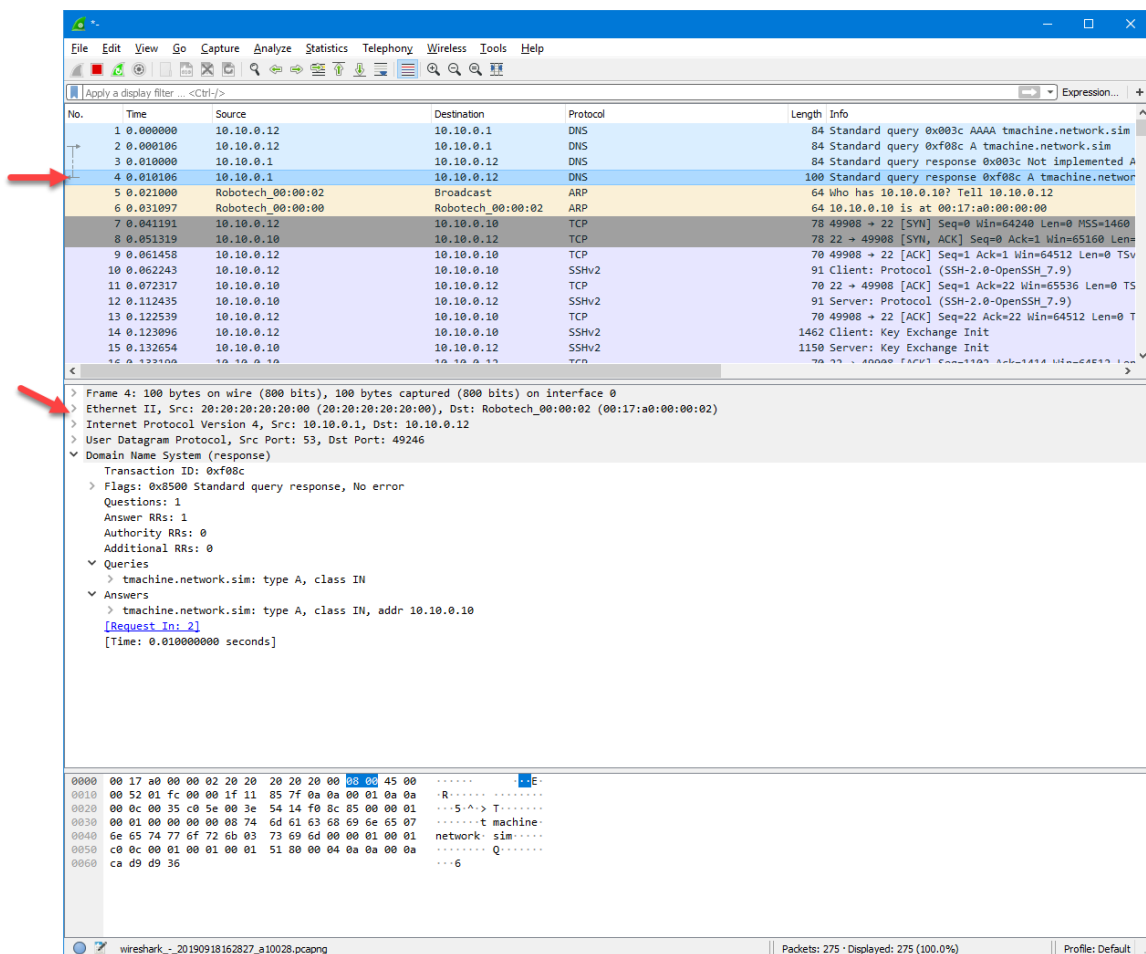 *-
File Edit View Go Capture Analyze Statistics Telephony Wireless Tools Help
Apply a display filter ... <Ctrl-/> Expression... +
No. Time Source Destination Protocol Length Info
1 0.000000 10.10.0.12 10.10.0.1 DNS 84 Standard query 0x003c AAAA tmachine.network.sim
2 0.000106 10.10.0.12 10.10.0.1 DNS 84 Standard query 0xf08c A tmachine.network.sim
3 0.010000 10.10.0.1 10.10.0.12 DNS 84 Standard query response 0x003c Not implemented A
4 0.010106 10.10.0.1 10.10.0.12 DNS 100 Standard query response 0xf08c A tmachine.networ
5 0.021000 Robotech_00:00:02 Broadcast ARP 64 Who has 10.10.0.10? Tell 10.10.0.12
6 0.031097 Robotech_00:00:00 Robotech_00:00:02 ARP 64 10.10.0.10 is at 00:17:a0:00:00:00
7 0.041191 10.10.0.12 10.10.0.10 TCP 78 49908 → 22 [SYN] Seq=0 Win=64240 Len=0 MSS=1460
8 0.051319 10.10.0.10 10.10.0.12 TCP 78 22 → 49908 [SYN, ACK] Seq=0 Ack=1 Win=65160 Len=
9 0.061458 10.10.0.12 10.10.0.10 TCP 70 49908 → 22 [ACK] Seq=1 Ack=1 Win=64512 Len=0 TSv
10 0.062243 10.10.0.12 10.10.0.10 SSHv2 91 Client: Protocol (SSH-2.0-OpenSSH_7.9)
11 0.072317 10.10.0.10 10.10.0.12 TCP 70 22 → 49908 [ACK] Seq=1 Ack=22 Win=65536 Len=0 TS
12 0.112435 10.10.0.10 10.10.0.12 SSHv2 91 Server: Protocol (SSH-2.0-OpenSSH_7.9)
13 0.122539 10.10.0.12 10.10.0.10 TCP 70 49908 → 22 [ACK] Seq=22 Ack=22 Win=64512 Len=0 T
14 0.123096 10.10.0.12 10.10.0.10 SSHv2 1462 Client: Key Exchange Init
15 0.132654 10.10.0.10 10.10.0.12 SSHv2 1150 Server: Key Exchange Init
16 0.133154 10.10.0.10 10.10.0.12 TCP 70 22 → 49908 [ACK] Seq=1102 Ack=1414 Win=64512 Len
Frame 4: 100 bytes on wire (800 bits), 100 bytes captured (800 bits) on interface 0
Ethernet II, Src: 20:20:20:20:20:00 (20:20:20:20:20:00), Dst: Robotech_00:00:02 (00:17:a0:00:00:02)
Internet Protocol Version 4, Src: 10.10.0.1, Dst: 10.10.0.12
User Datagram Protocol, Src Port: 53, Dst Port: 49246
Domain Name System (response)
Transaction ID: 0xf08c
Flags: 0x8500 Standard query response, No error
Questions: 1
Answer RRs: 1
Authority RRs: 0
Additional RRs: 0
Queries
tmachine.network.sim: type A, class IN
Answers
tmachine.network.sim: type A, class IN, addr 10.10.0.10
[Request In: 2]
[Time: 0.010000000 seconds]
0000 00 17 a0 00 00 02 20 20 20 20 20 00 08 00 45 00 ······ ···E·
0010 00 52 01 fc 00 00 1f 11 85 7f 0a 0a 00 01 0a 0a ·R······ ········
0020 00 0c 00 35 c0 5e 00 3e 54 14 f0 8c 85 00 00 01 ···5·^·> T·······
0030 00 01 00 00 00 00 08 74 6d 61 63 68 69 6e 65 07 ·······t machine·
0040 6e 65 74 77 6f 72 6b 03 73 69 6d 00 00 01 00 01 network· sim·····
0050 c0 0c 00 01 00 01 00 01 51 80 00 04 0a 0a 00 0a ········ Q·······
0060 ca d9 d9 36 ···6
wireshark_-_20190918162827_a10028.pcapng Packets: 275 · Displayed: 275 (100.0%) Profile: Default